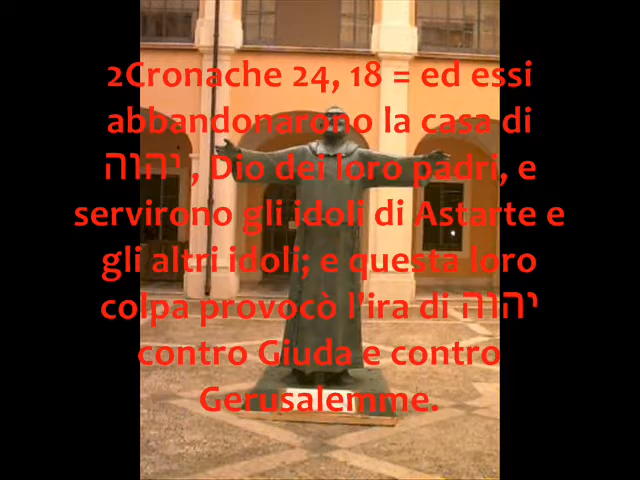 2Cronache 24, 18 = ed essi
abbandonarono la casa di
יהוה , Dio dei loro padri, e
servirono gli idoli di Astarte e
gli altri idoli; e questa loro
colpa provocò l'ira di יהוה
contro Giuda e contro
Gerusalemme.